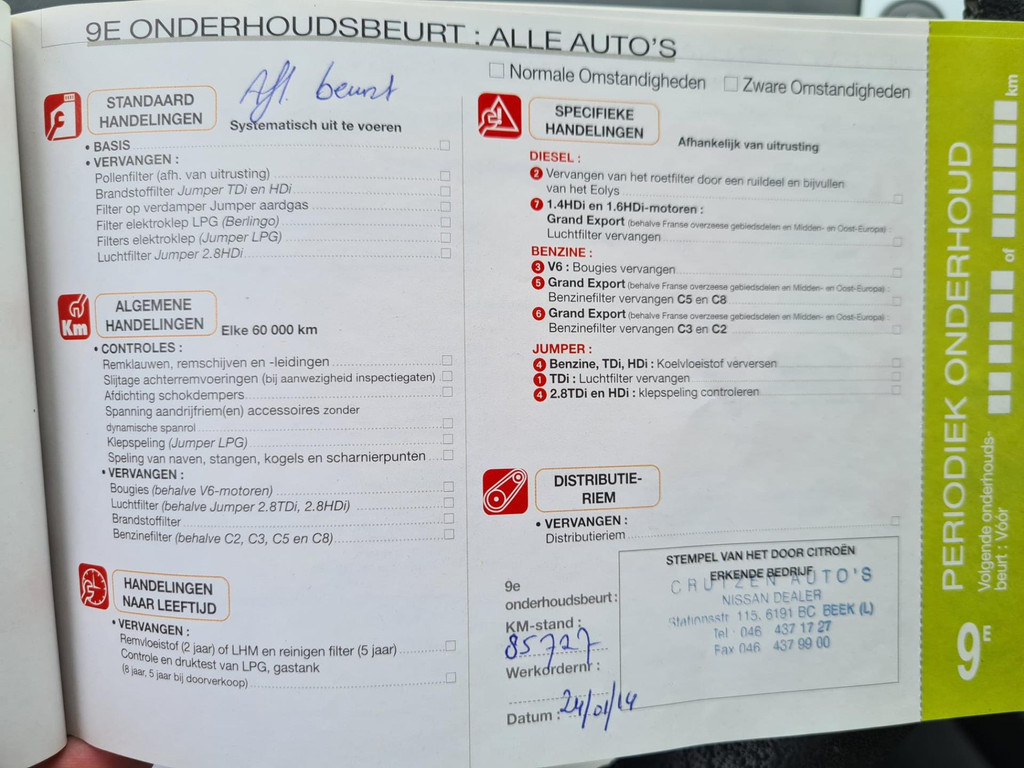 9E ONDERHOUDSBEURT : ALLE AUTO'S
Normale Omstandigheden
Zware Omstandigheden
STANDAARD
HANDELINGEN
Afl. beurt
Systematisch uit te voeren
• BASIS
• VERVANGEN :
Pollenfilter (afh. van uitrusting)
Brandstoffilter Jumper TDi en HDi
Filter op verdamper Jumper aardgas
Filter elektroklep LPG (Berlingo)
Filters elektroklep (Jumper LPG)
Luchtfilter Jumper 2.8HDi
Km
ALGEMENE
HANDELINGEN
Elke 60 000 km
• CONTROLES :
Remklauwen, remschijven en -leidingen
Slijtage achterremvoeringen (bij aanwezigheid inspectiegaten)
Afdichting schokdempers
Spanning aandrijfriem(en) accessoires zonder
dynamische spanrol
Klepspeling (Jumper LPG)
Speling van naven, stangen, kogels en scharnierpunten
• VERVANGEN :
Bougies (behalve V6-motoren)
Luchtfilter (behalve Jumper 2.8TDi, 2.8HDi)
Brandstoffilter
Benzinefilter (behalve C2, C3, C5 en C8)
HANDELINGEN
NAAR LEEFTIJD
• VERVANGEN :
Remvloeistof (2 jaar) of LHM en reinigen filter (5 jaar)
Controle en druktest van LPG, gastank
(8 jaar, 5 jaar bij doorverkoop)
SPECIFIEKE
HANDELINGEN
Afhankelijk van uitrusting
DIESEL :
2 Vervangen van het roetfilter door een ruildeel en bijvullen
van het Eolys
7 1.4HDi en 1.6HDi-motoren :
Grand Export (behalve Franse overzeese gebiedsdelen en Midden- en Oost-Europa) :
Luchtfilter vervangen
BENZINE :
3 V6 : Bougies vervangen
5 Grand Export (behalve Franse overzeese gebiedsdelen en Midden- en Oost-Europa) :
Benzinefilter vervangen C5 en C8
6 Grand Export (behalve Franse overzeese gebiedsdelen en Midden- en Oost-Europa) :
Benzinefilter vervangen C3 en C2
JUMPER :
4 Benzine, TDi, HDi : Koelvloeistof verversen
1 TDi : Luchtfilter vervangen
4 2.8TDi en HDi : klepspeling controleren
DISTRIBUTIE-
RIEM
• VERVANGEN :
Distributieriem
9e
onderhoudsbeurt :
KM-stand :
85727
Werkordernr :
Datum : 24/01/14
STEMPEL VAN HET DOOR CITROËN
ERKENDE BEDRIJF
CRUTZEN AUTO'S
NISSAN DEALER
Stationsstr. 115, 6191 BC BEEK (L)
Tel : 046 437 17 27
Fax 046 437 99 00
PERIODIEK ONDERHOUD
Volgende onderhouds-
beurt : Vóór
of
km
9E